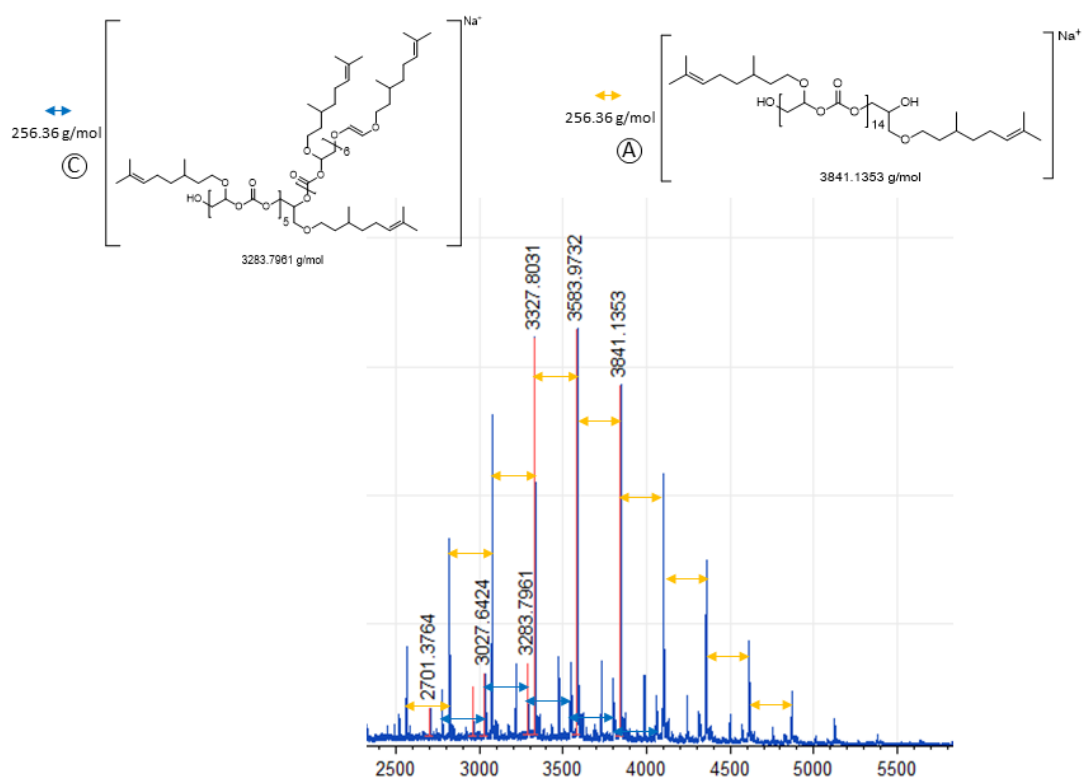 Na⁺
256.36 g/mol
C
O
O
O
O
O
6
O
O
O
O
HO
O
O
5
O
O
3283.7961 g/mol
Na⁺
256.36 g/mol
A
O
O
OH
HO
O
O
14
O
3841.1353 g/mol
2701.3764
3027.6424
3283.7961
3327.8031
3583.9732
3841.1353
2500
3000
3500
4000
4500
5000
5500